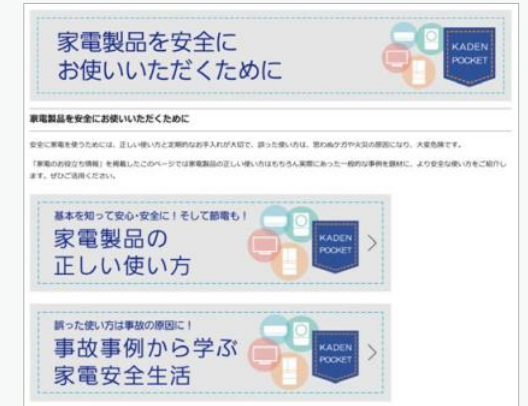 家電製品を安全に
お使いいただくために
KADEN
POCKET
家電製品を安全にお使いいただくために
安全に家電を使うためには、正しい使い方と定期的なお手入れが大切で、誤った使い方は、思わぬケガや火災の原因になり、大変危険です。
「家電のお役立ち情報」を掲載したこのページでは家電製品の正しい使い方はもちろん実際にあった一般的な事例を題材に、より安全な使い方をご紹介し
ます。ぜひご活用ください。
基本を知って安心・安全に！そして節電も！
家電製品の
正しい使い方
KADEN
POCKET
誤った使い方は事故の原因に！
事故事例から学ぶ
家電安全生活
KADEN
POCKET